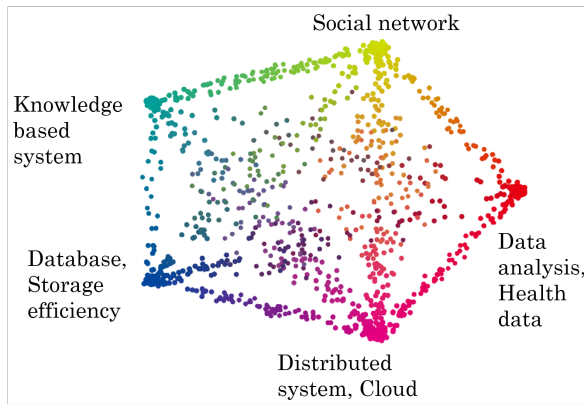 Social network
Knowledge
based
system
Database,
Storage
efficiency
Data
analysis,
Health
data
Distributed
system, Cloud